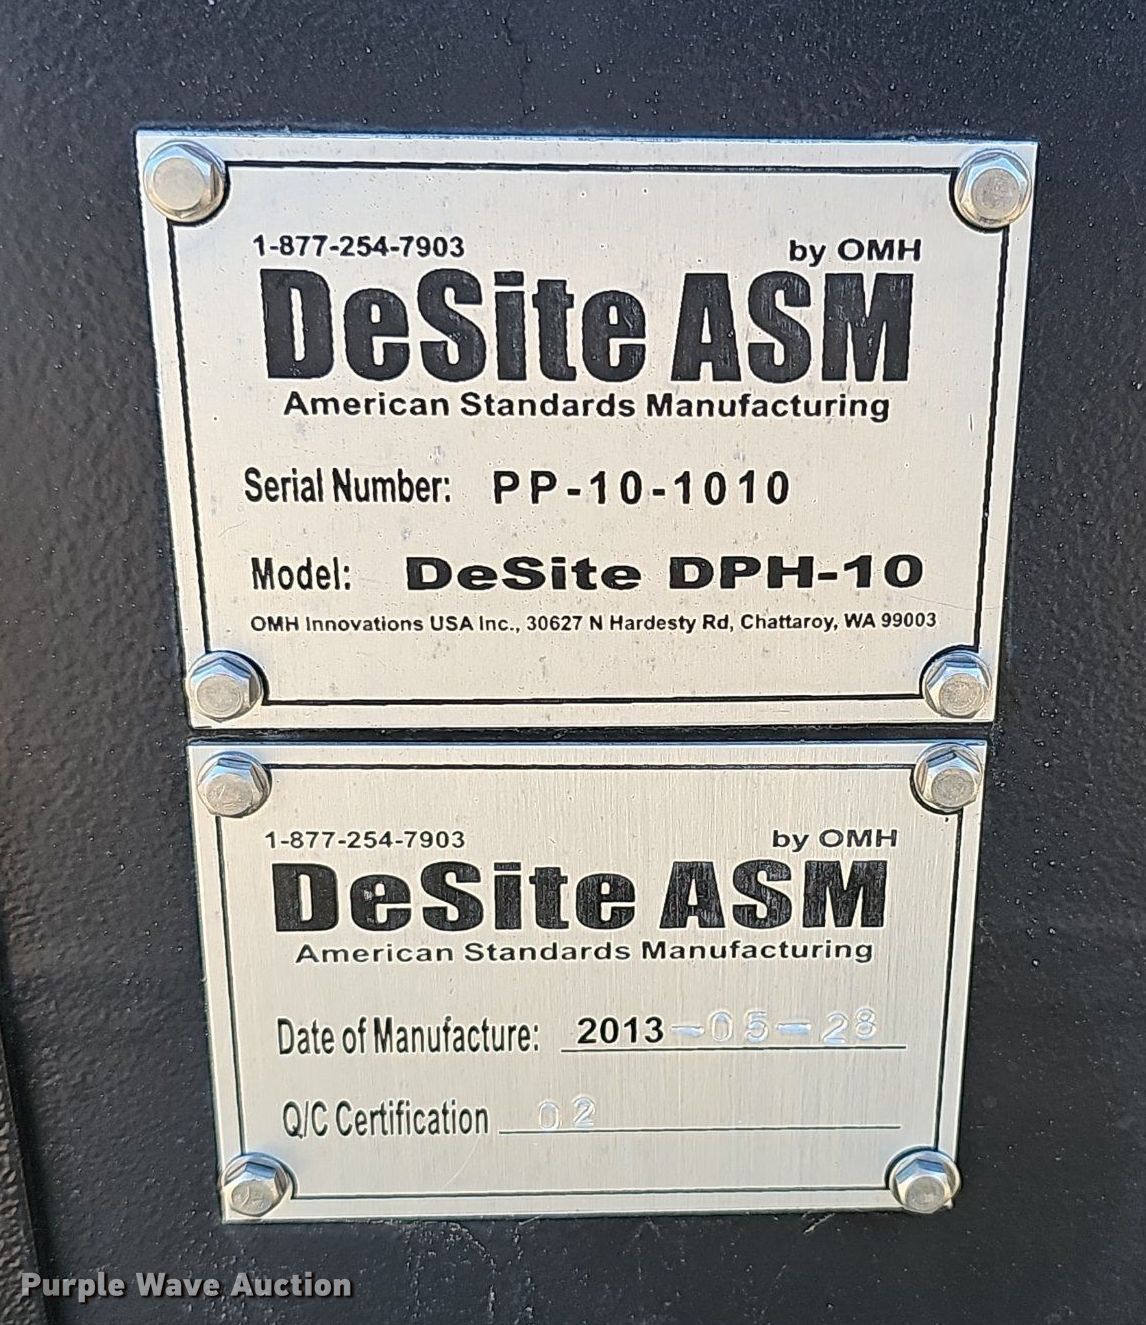 1-877-254-7903 by OMH
DeSite ASM
American Standards Manufacturing
Serial Number: PP-10-1010
Model: DeSite DPH-10
OMH Innovations USA Inc., 30627 N Hardesty Rd, Chattaroy, WA 99003
1-877-254-7903 by OMH
DeSite ASM
American Standards Manufacturing
Date of Manufacture: 2013-05-28
Q/C Certification 02
Purple Wave Auction